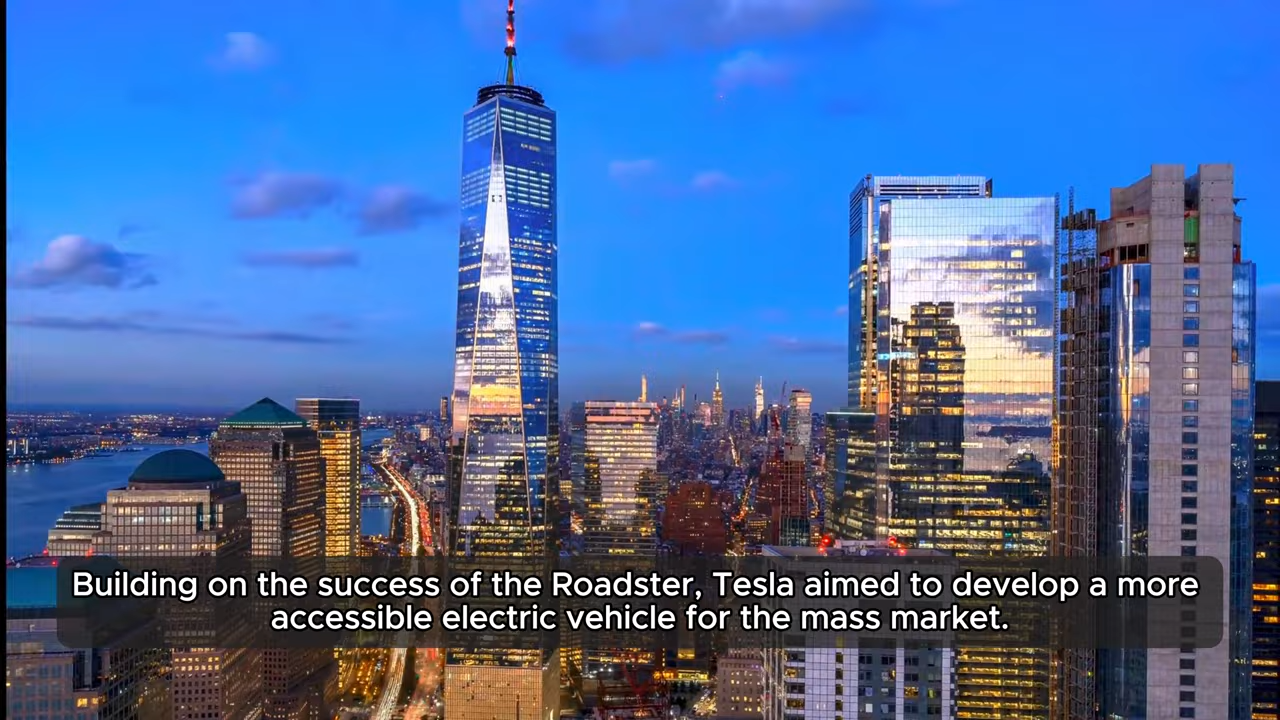 Building on the success of the Roadster, Tesla aimed to develop a more
accessible electric vehicle for the mass market.